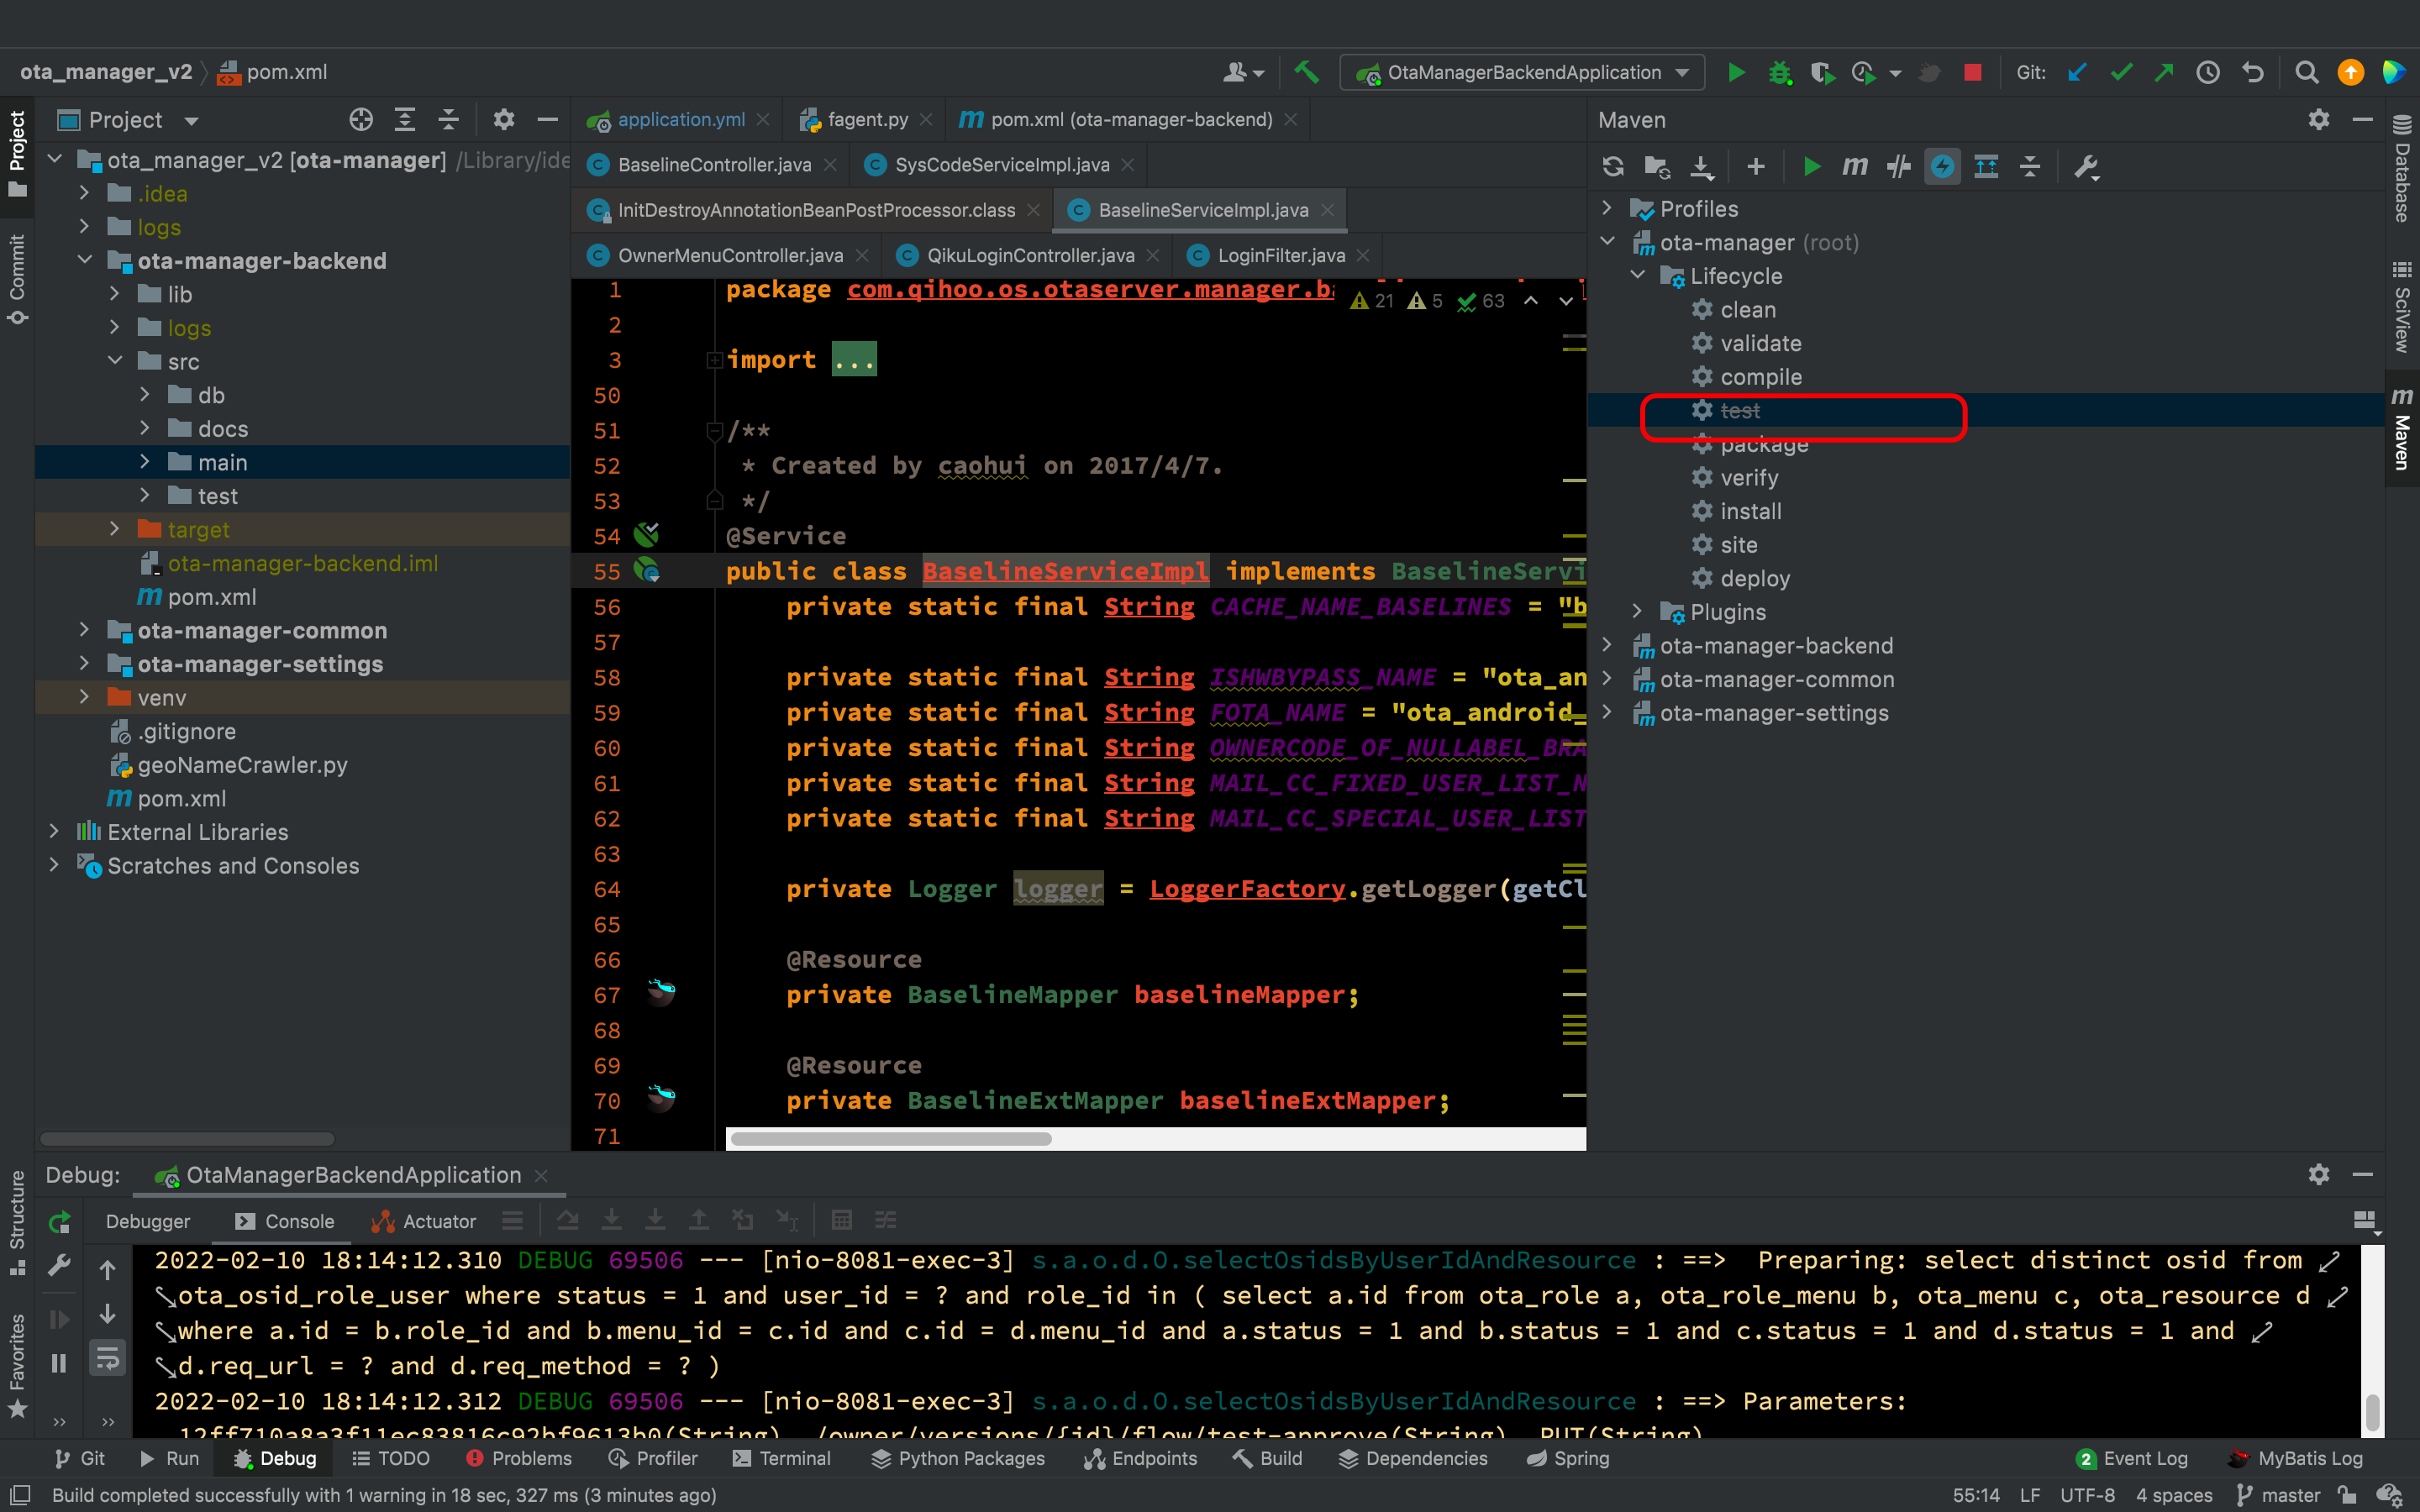 ota_manager_v2 pom.xml OtaManagerBackendApplication Git:
Project
application.yml fagent.py pom.xml (ota-manager-backend)
Maven
BaselineController.java SysCodeServiceImpl.java
InitDestroyAnnotationBeanPostProcessor.class BaselineServiceImpl.java
OwnerMenuController.java QikuLoginController.java LoginFilter.java
Project
Commit
Structure
Favorites
ota_manager_v2 [ota-manager] /Library/ide
.idea
logs
ota-manager-backend
lib
logs
src
db
docs
main
test
target
ota-manager-backend.iml
pom.xml
ota-manager-common
ota-manager-settings
venv
.gitignore
geoNameCrawler.py
pom.xml
External Libraries
Scratches and Consoles
21 5 63
1 package com.qihoo.os.otaserver.manager.ba
2
3 import ...
50
51 /**
52 * Created by caohui on 2017/4/7.
53 */
54 @Service
55 public class BaselineServiceImpl implements BaselineServi
56 private static final String CACHE_NAME_BASELINES = "b
57
58 private static final String ISHWBYPASS_NAME = "ota_an
59 private static final String FOTA_NAME = "ota_android_
60 private static final String OWNERCODE_OF_NULLABEL_BRA
61 private static final String MAIL_CC_FIXED_USER_LIST_N
62 private static final String MAIL_CC_SPECIAL_USER_LIST
63
64 private Logger logger = LoggerFactory.getLogger(getCl
65
66 @Resource
67 private BaselineMapper baselineMapper;
68
69 @Resource
70 private BaselineExtMapper baselineExtMapper;
71
Profiles
ota-manager (root)
Lifecycle
clean
validate
compile
test
package
verify
install
site
deploy
Plugins
ota-manager-backend
ota-manager-common
ota-manager-settings
Database
SciView
Maven
Debug: OtaManagerBackendApplication
Debugger Console Actuator
2022-02-10 18:14:12.310 DEBUG 69506 --- [nio-8081-exec-3] s.a.o.d.O.selectOsidsByUserIdAndResource : ==>  Preparing: select distinct osid from
ota_osid_role_user where status = 1 and user_id = ? and role_id in ( select a.id from ota_role a, ota_role_menu b, ota_menu c, ota_resource d
where a.id = b.role_id and b.menu_id = c.id and c.id = d.menu_id and a.status = 1 and b.status = 1 and c.status = 1 and d.status = 1 and
d.req_url = ? and d.req_method = ? )
2022-02-10 18:14:12.312 DEBUG 69506 --- [nio-8081-exec-3] s.a.o.d.O.selectOsidsByUserIdAndResource : ==> Parameters:
12ff710a8a3f11ec83816c92bf9613b0(String), /owner/versions/{id}/flow/test-approve(String), PUT(String)
Git Run Debug TODO Problems Profiler Terminal Python Packages Endpoints Build Dependencies Spring 2 Event Log MyBatis Log
Build completed successfully with 1 warning in 18 sec, 327 ms (3 minutes ago) 55:14 LF UTF-8 4 spaces master